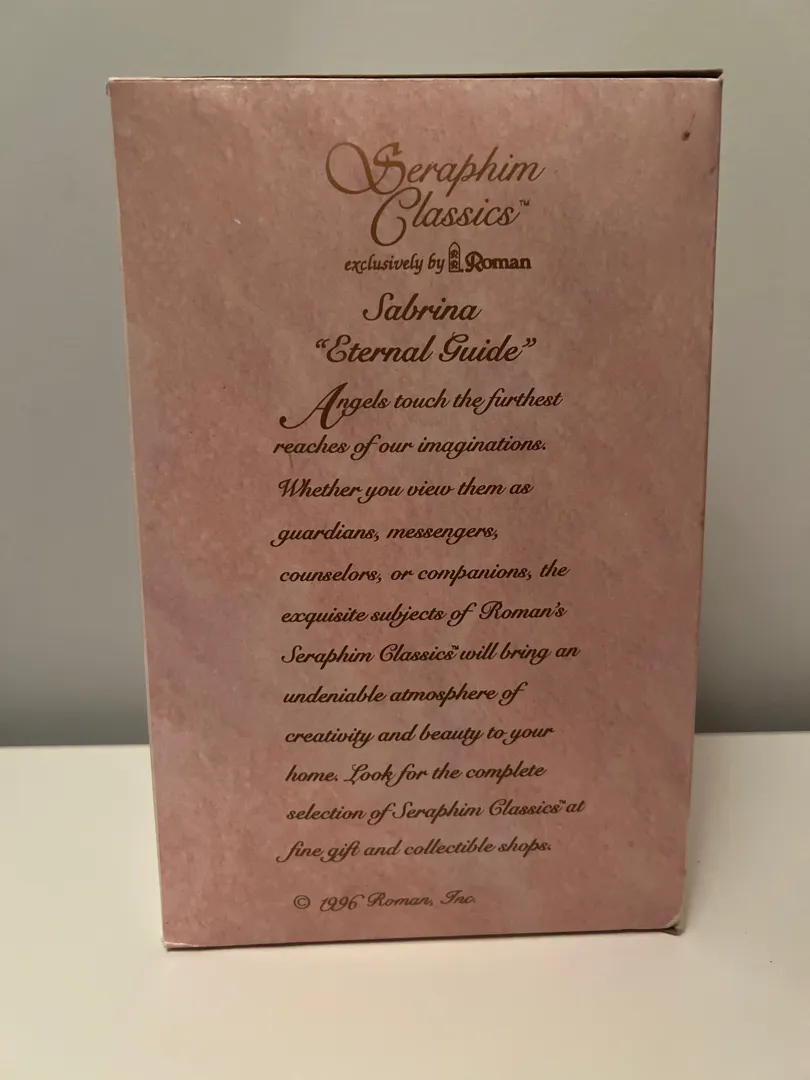 Seraphim
Classics™
exclusively by Roman
Sabrina
“Eternal Guide”
Angels touch the furthest
reaches of our imaginations.
Whether you view them as
guardians, messengers,
counselors, or companions, the
exquisite subjects of Roman's
Seraphim Classics™ will bring an
undeniable atmosphere of
creativity and beauty to your
home. Look for the complete
selection of Seraphim Classics™ at
fine gift and collectible shops.
© 1996 Roman, Inc.